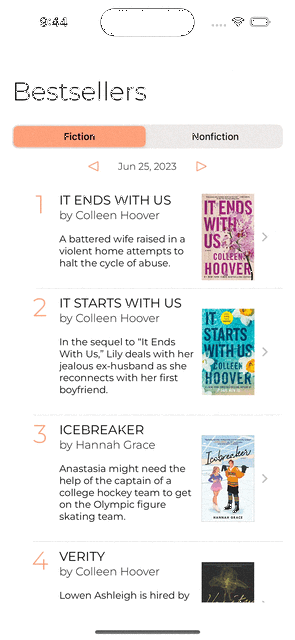 9:44
Bestsellers
Fiction
Nonfiction
Jun 25, 2023
1
IT ENDS WITH US
by Colleen Hoover
A battered wife raised in a
violent home attempts to
halt the cycle of abuse.
IT ENDS
WITH
US
COLLEEN
HOOVER
2
IT STARTS WITH US
by Colleen Hoover
In the sequel to “It Ends
With Us,” Lily deals with her
jealous ex-husband as she
reconnects with her first
boyfriend.
IT
STARTS
WITH US
COLLEEN
HOOVER
3
ICEBREAKER
by Hannah Grace
Anastasia might need the
help of the captain of a
college hockey team to get
on the Olympic figure
skating team.
Icebreaker
HANNAH GRACE
4
VERITY
by Colleen Hoover
Lowen Ashleigh is hired by